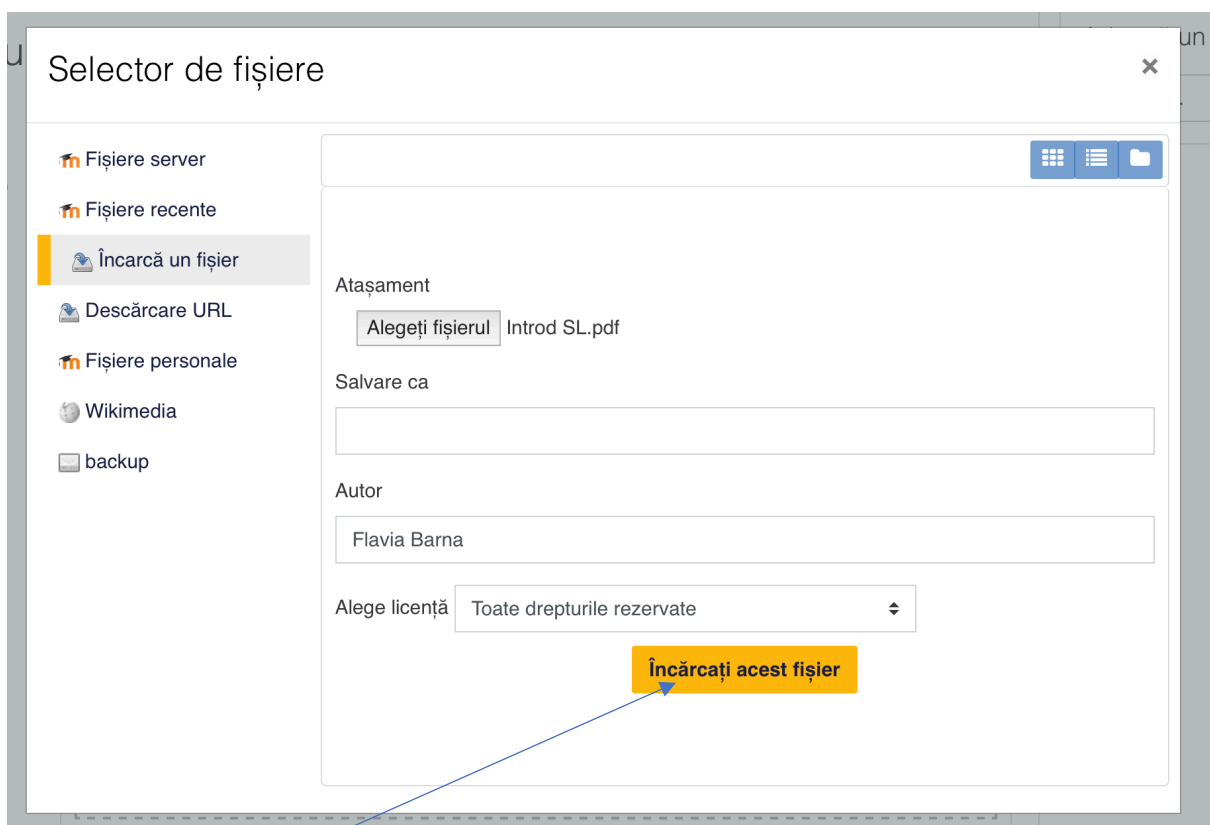 Selector de fișiere
×
Fișiere server
Fișiere recente
Încarcă un fișier
Descărcare URL
Fișiere personale
Wikimedia
backup
Atașament
Alegeți fișierul Introd SL.pdf
Salvare ca
Autor
Flavia Barna
Alege licență Toate drepturile rezervate
Încărcați acest fișier
un